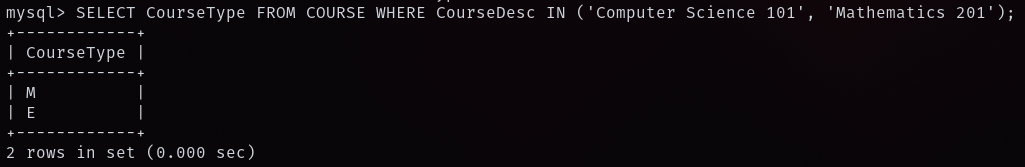 mysql> SELECT CourseType FROM COURSE WHERE CourseDesc IN ('Computer Science 101', 'Mathematics 201');
+------------+
| CourseType |
+------------+
| M          |
| E          |
+------------+
2 rows in set (0.000 sec)